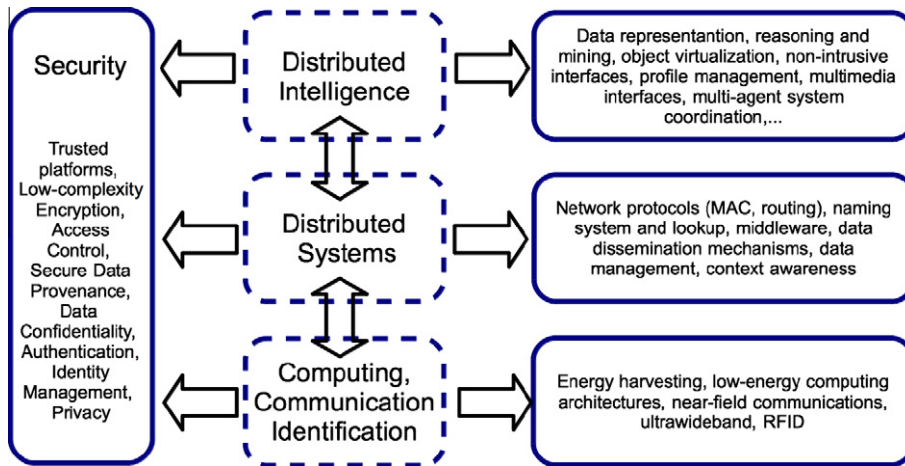 Security
Trusted
platforms,
Low-complexity
Encryption,
Access
Control,
Secure Data
Provenance,
Data
Confidentiality,
Authentication,
Identity
Management,
Privacy
Distributed
Intelligence
Data representantion, reasoning and
mining, object virtualization, non-intrusive
interfaces, profile management, multimedia
interfaces, multi-agent system
coordination,...
Distributed
Systems
Network protocols (MAC, routing), naming
system and lookup, middleware, data
dissemination mechanisms, data
management, context awareness
Computing,
Communication
Identification
Energy harvesting, low-energy computing
architectures, near-field communications,
ultrawideband, RFID